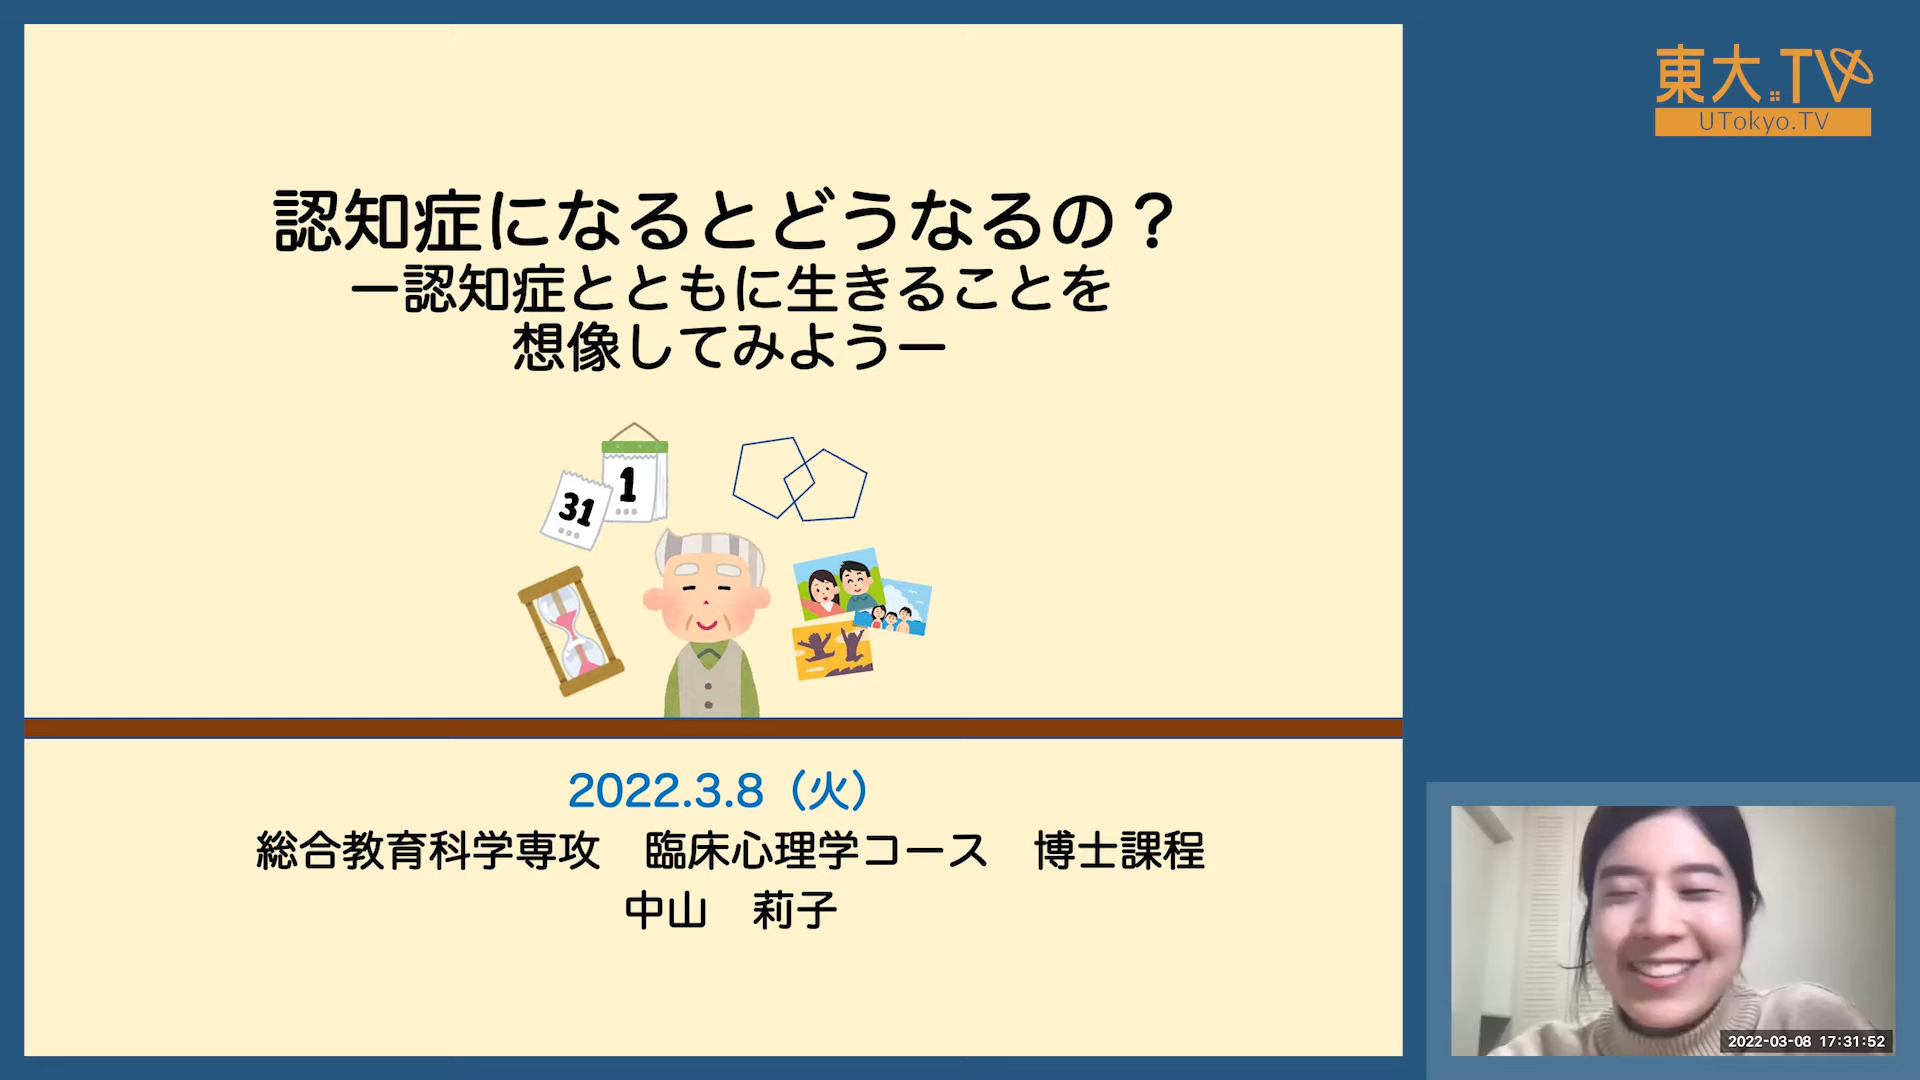 東大.TV
UTokyo.TV
認知症になるとどうなるの？
ー認知症とともに生きることを
想像してみようー
1
31
2022.3.8（火）
総合教育科学専攻　臨床心理学コース　博士課程
中山　莉子
2022-03-08 17:31:52